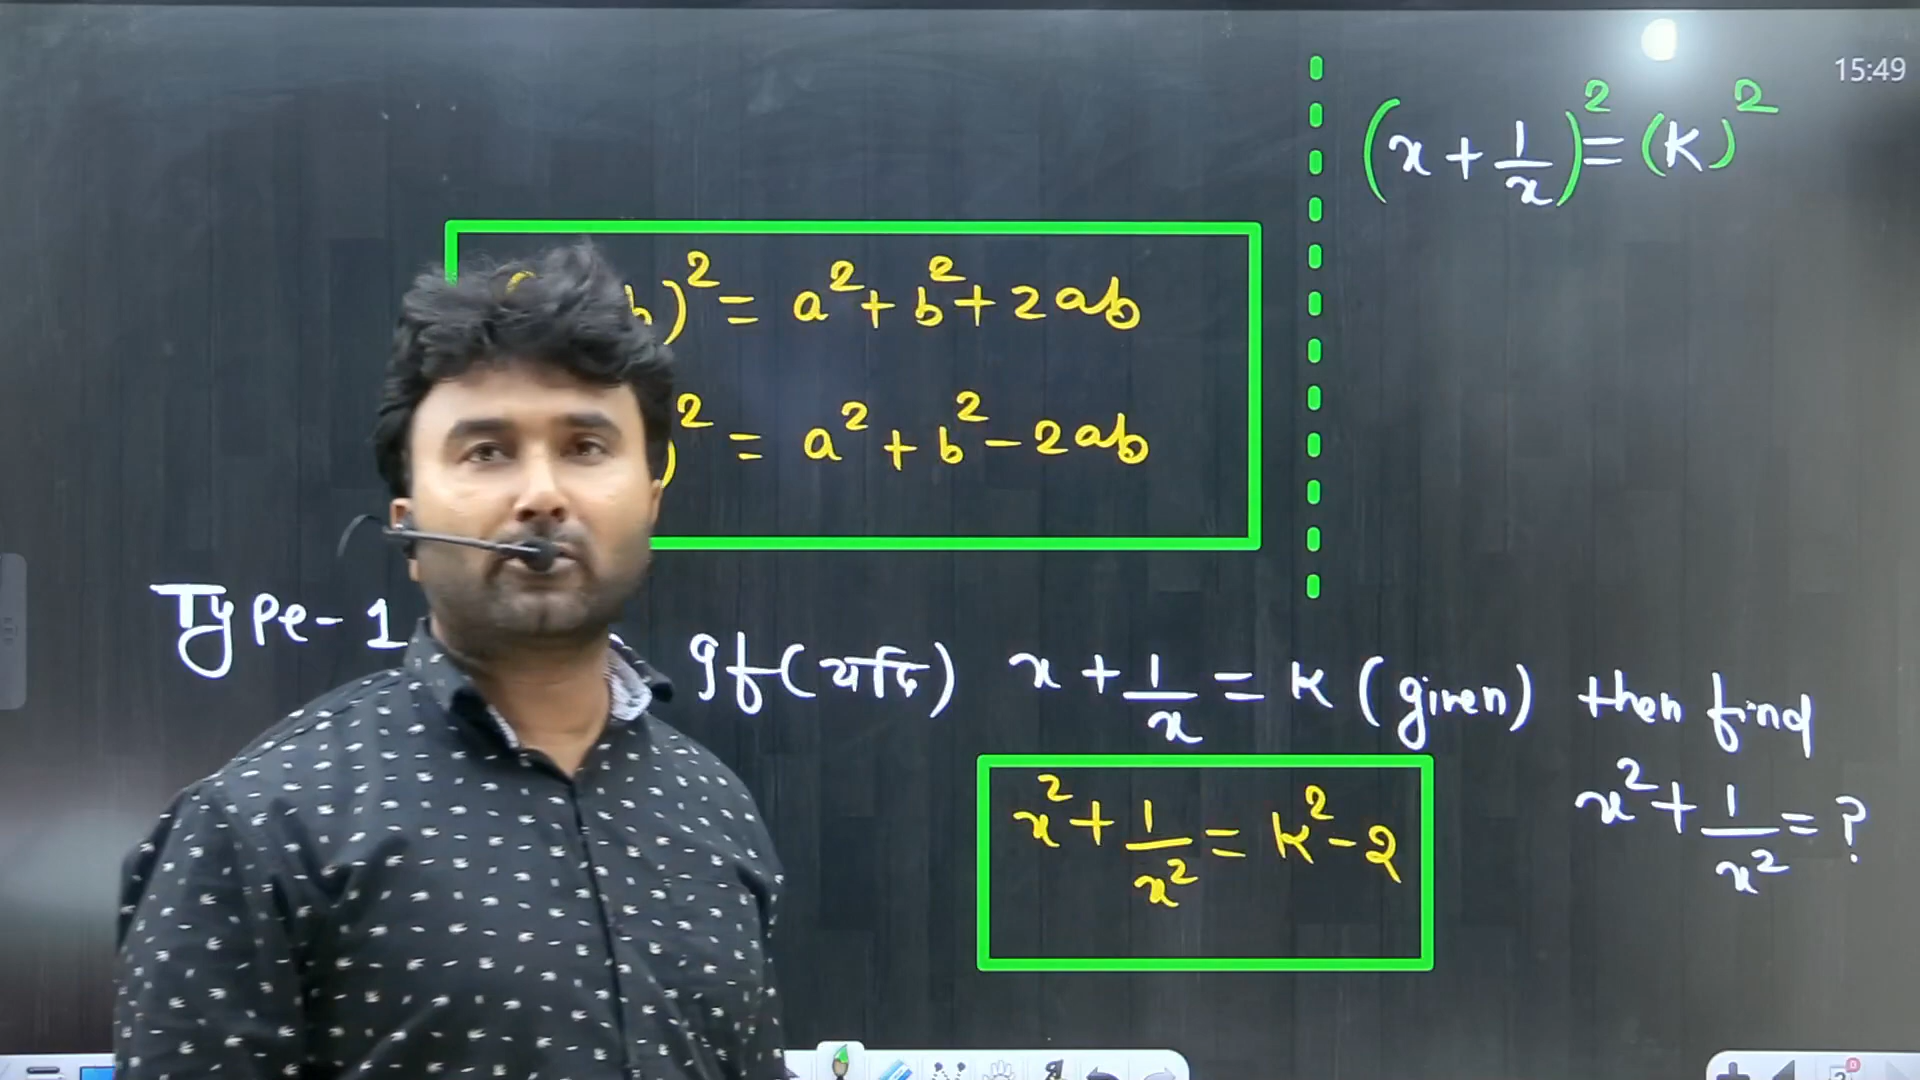 15:49
(x + 1/x)² = (K)²
b)² = a² + b² + 2ab
)² = a² + b² - 2ab
Type-1
If (यदि) x + 1/x = K (given) then find
x² + 1/x² = ?
x² + 1/x² = K² - 2